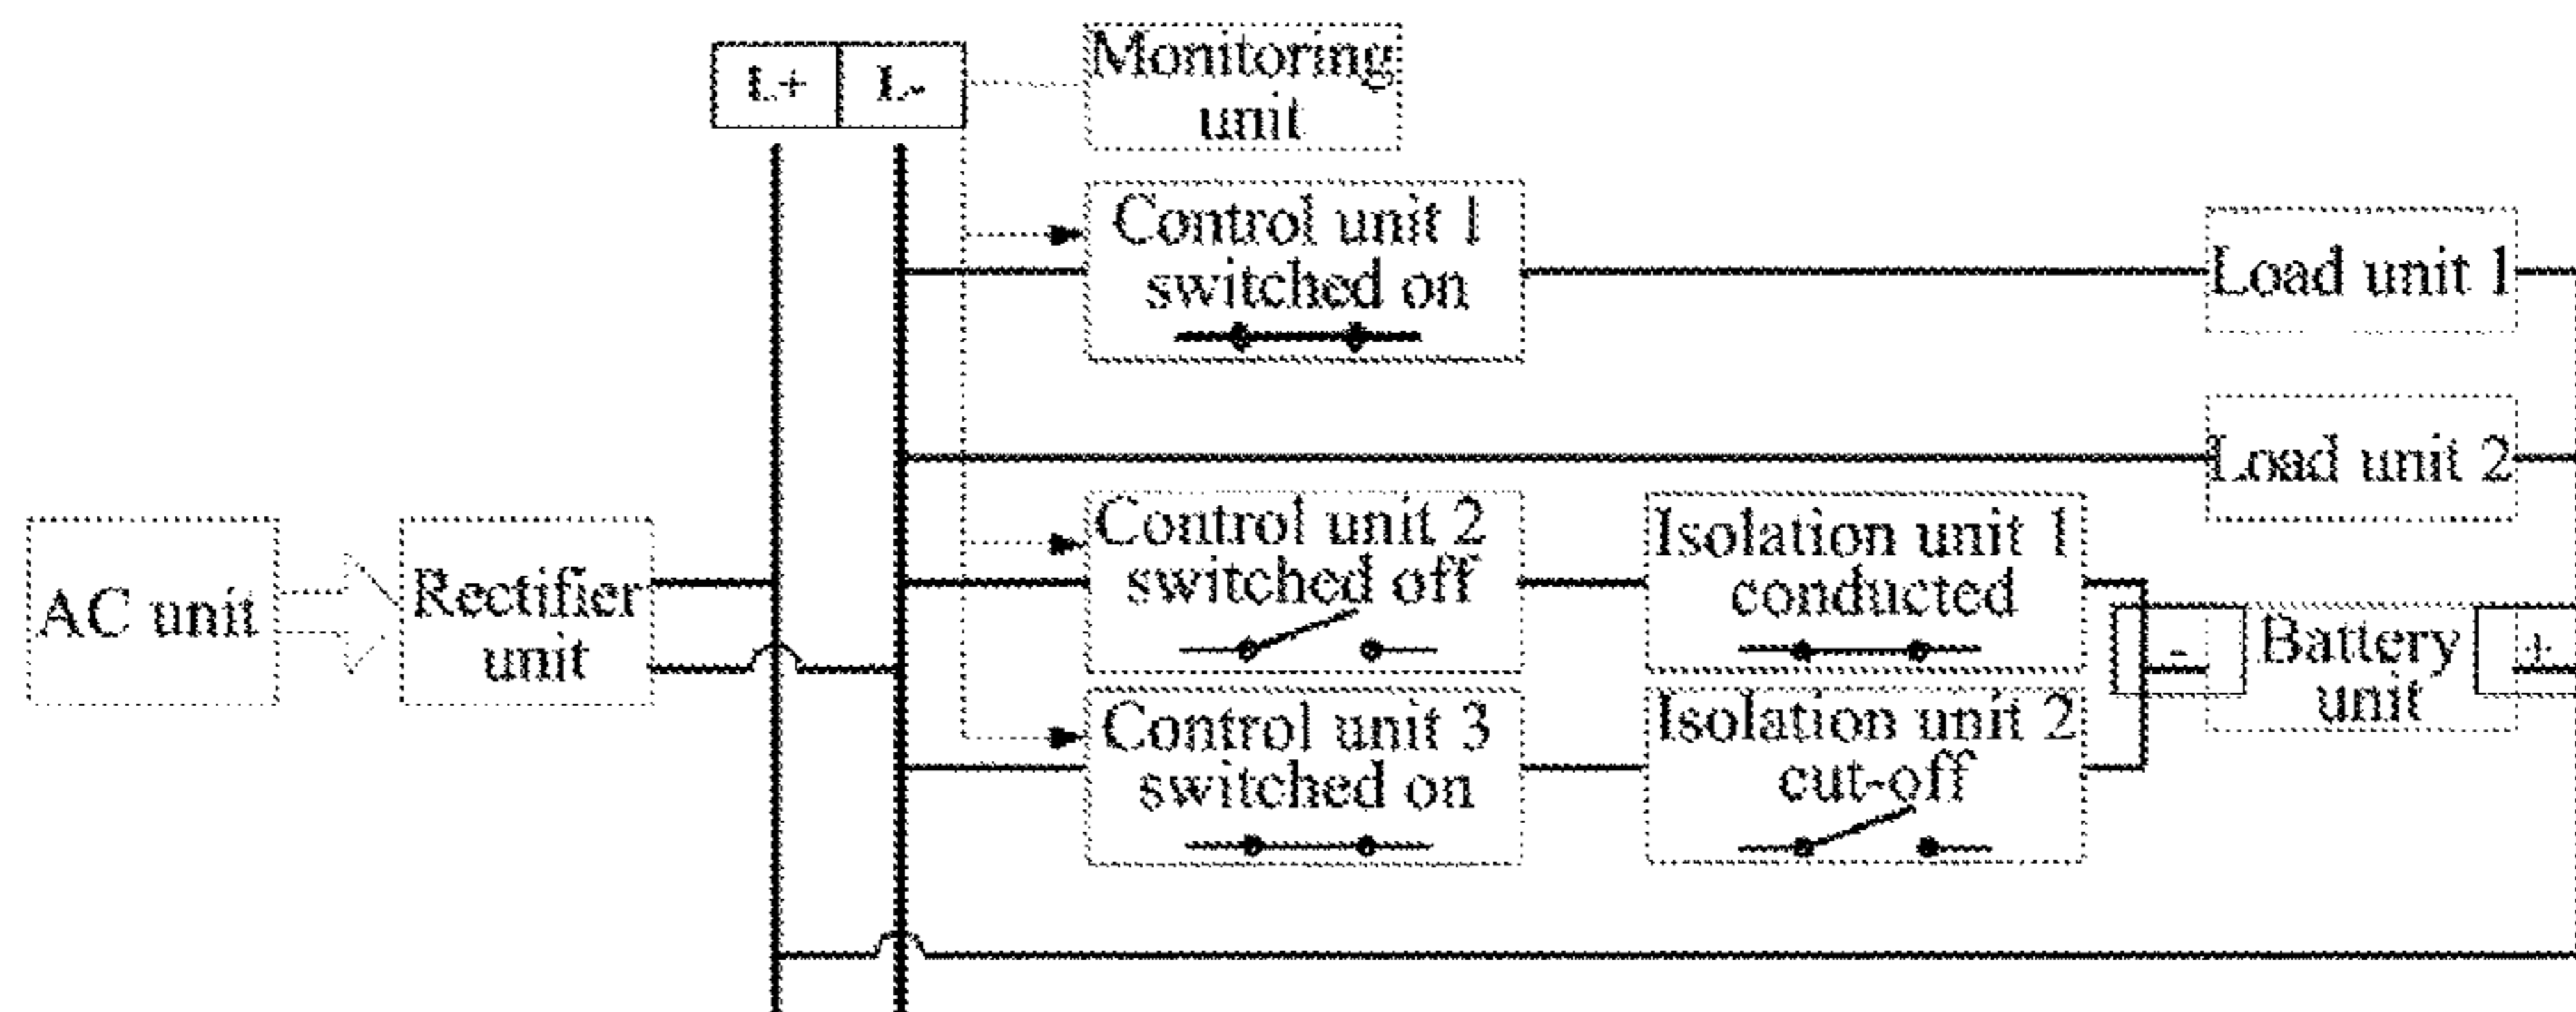 L+ L-
Monitoring
unit
Control unit 1
switched on
Load unit 1
Load unit 2
AC unit
Rectifier
unit
Control unit 2
switched off
Isolation unit 1
conducted
-
Battery
unit
+
Control unit 3
switched on
Isolation unit 2
cut-off